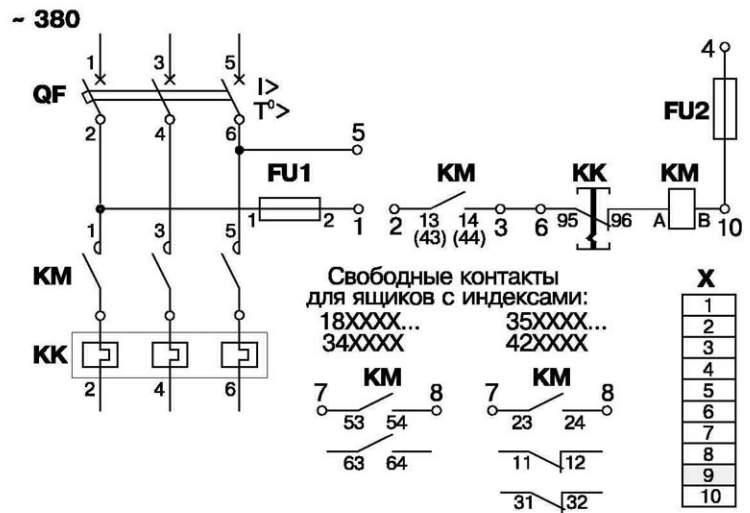 ~ 380
1 3 5
QF
I>
T°>
2 4 6
5
FU1
1 2
1
KM
2
13 14
(43) (44)
3
6
KK
95 96
KM
A B
10
4
FU2
1 3 5
KM
KK
2 4 6
Свободные контакты
для ящиков с индексами:
18XXXX... 35XXXX...
34XXXX 42XXXX
KM
7 8
53 54
63 64
KM
7 8
23 24
11 12
31 32
X
1
2
3
4
5
6
7
8
9
10